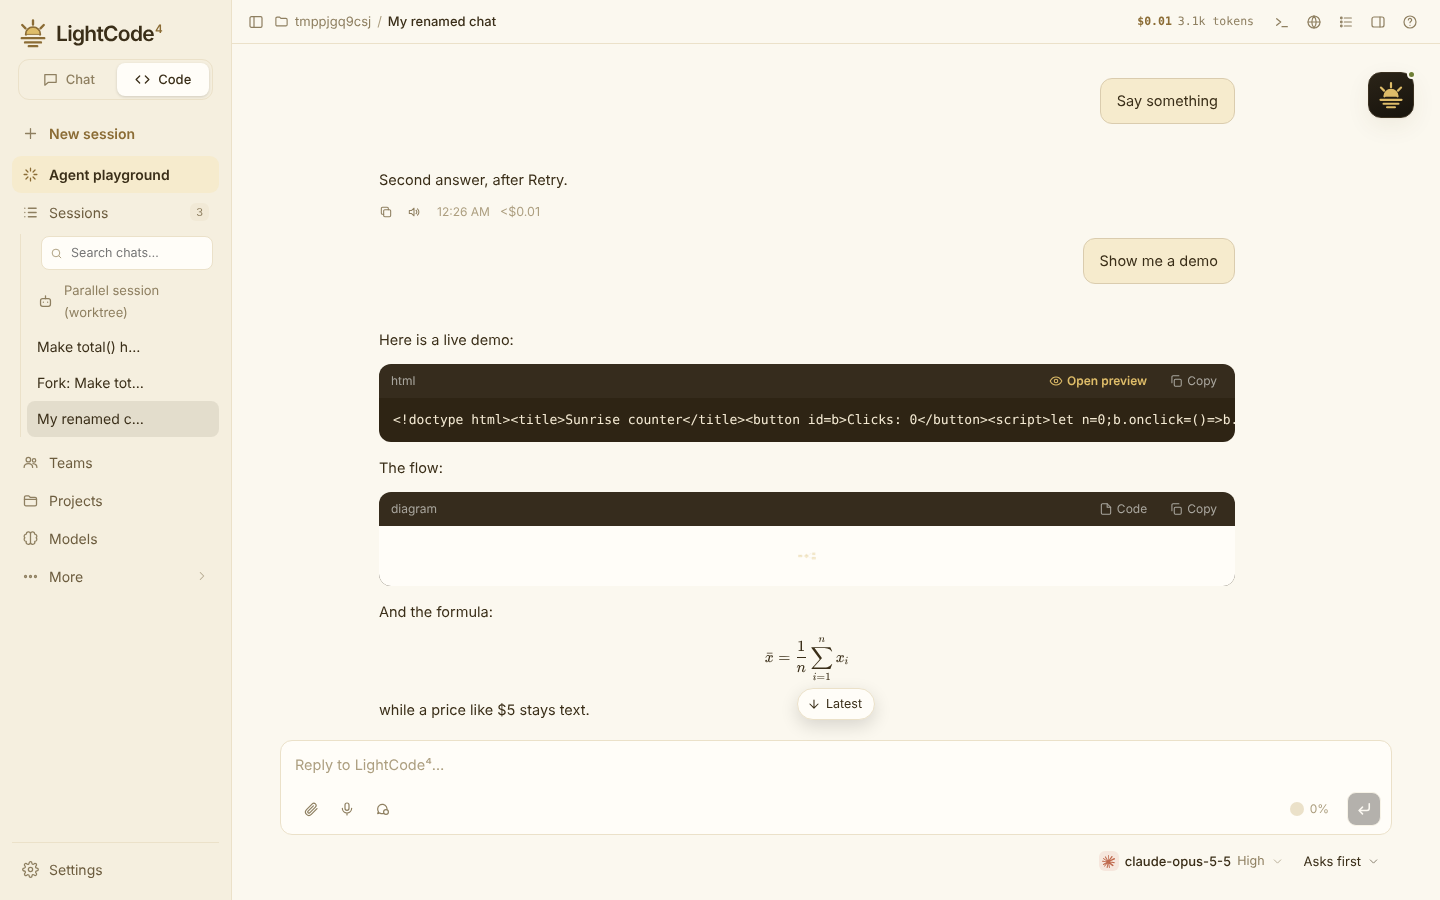 LightCode⁴
Chat
Code
New session
Agent playground
Sessions
3
Search chats...
Parallel session
(worktree)
Make total() h...
Fork: Make tot...
My renamed c...
Teams
Projects
Models
More
Settings
tmppjgq9csj / My renamed chat
$0.01 3.1k tokens
Say something
Second answer, after Retry.
12:26 AM <$0.01
Show me a demo
Here is a live demo:
html
Open preview
Copy
<!doctype html><title>Sunrise counter</title><button id=b>Clicks: 0</button><script>let n=0;b.onclick=()=>b.
The flow:
diagram
Code
Copy
And the formula:
x̄ = 1/n ∑_{i=1}^{n} x_i
Latest
while a price like $5 stays text.
Reply to LightCode⁴...
0%
claude-opus-5-5 High
Asks first